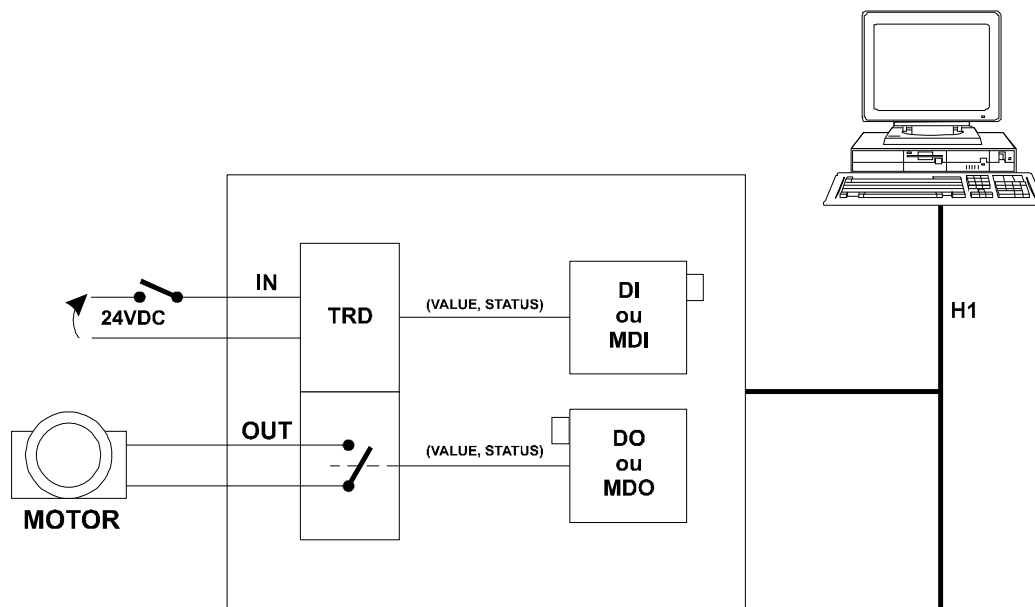 IN
24VDC
TRD
(VALUE, STATUS)
DI
ou
MDI
H1
OUT
(VALUE, STATUS)
DO
ou
MDO
MOTOR